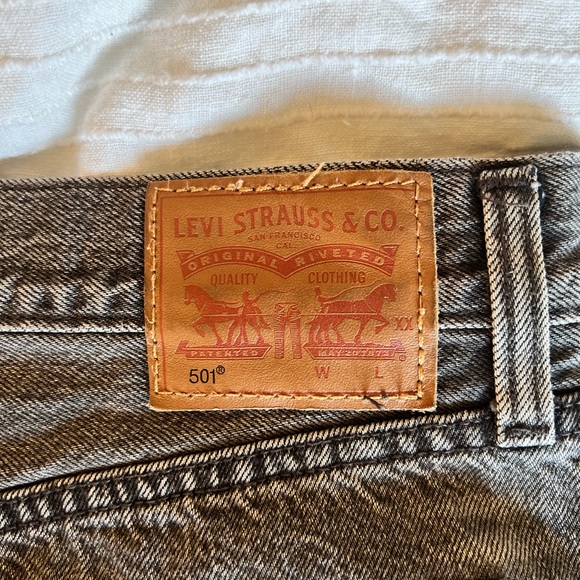 LEVI STRAUSS & CO.
SAN FRANCISCO
CAL
ORIGINAL RIVETED
QUALITY CLOTHING
XX
PATENTED MAY 20 1873
501® W L